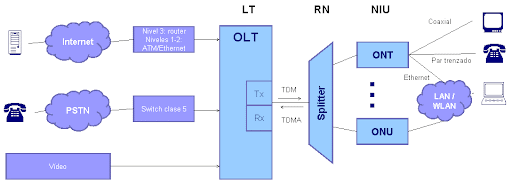 LT
RN
NIU
Internet
Nivel 3: router
Niveles 1-2:
ATM/Ethernet
OLT
ONT
Coaxial
Par trenzado
Ethernet
LAN /
WLAN
PSTN
Switch clase 5
Tx
Rx
TDM
TDMA
Splitter
ONU
Vídeo